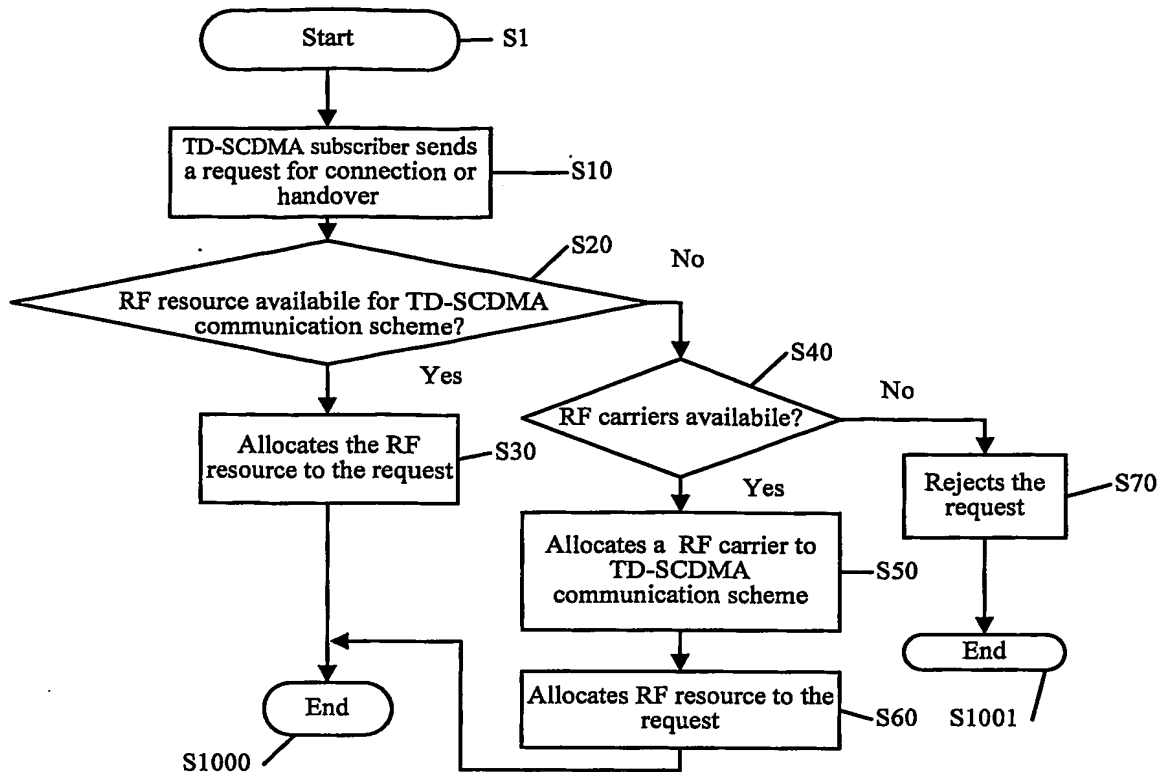 Start
S1
TD-SCDMA subscriber sends
a request for connection or
handover
S10
S20
No
RF resource availabile for TD-SCDMA
communication scheme?
Yes
S40
No
RF carriers availabile?
Allocates the RF
resource to the request
S30
Yes
Rejects the
request
S70
Allocates a RF carrier to
TD-SCDMA
communication scheme
S50
End
End
Allocates RF resource to the
request
S60
S1001
S1000